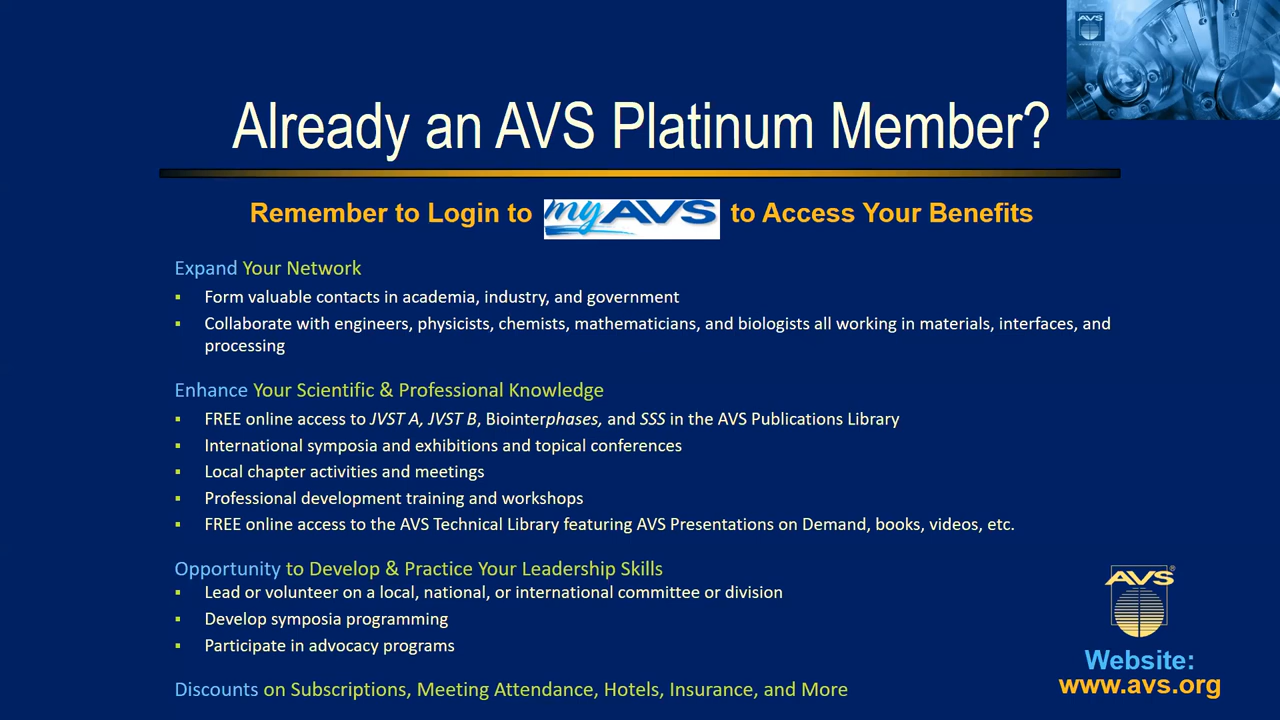 AVS
Already an AVS Platinum Member?
Remember to Login to myAVS to Access Your Benefits
Expand Your Network
▪ Form valuable contacts in academia, industry, and government
▪ Collaborate with engineers, physicists, chemists, mathematicians, and biologists all working in materials, interfaces, and
processing
Enhance Your Scientific & Professional Knowledge
▪ FREE online access to JVST A, JVST B, Biointerphases, and SSS in the AVS Publications Library
▪ International symposia and exhibitions and topical conferences
▪ Local chapter activities and meetings
▪ Professional development training and workshops
▪ FREE online access to the AVS Technical Library featuring AVS Presentations on Demand, books, videos, etc.
Opportunity to Develop & Practice Your Leadership Skills
▪ Lead or volunteer on a local, national, or international committee or division
▪ Develop symposia programming
▪ Participate in advocacy programs
Discounts on Subscriptions, Meeting Attendance, Hotels, Insurance, and More
AVS®
Website:
www.avs.org